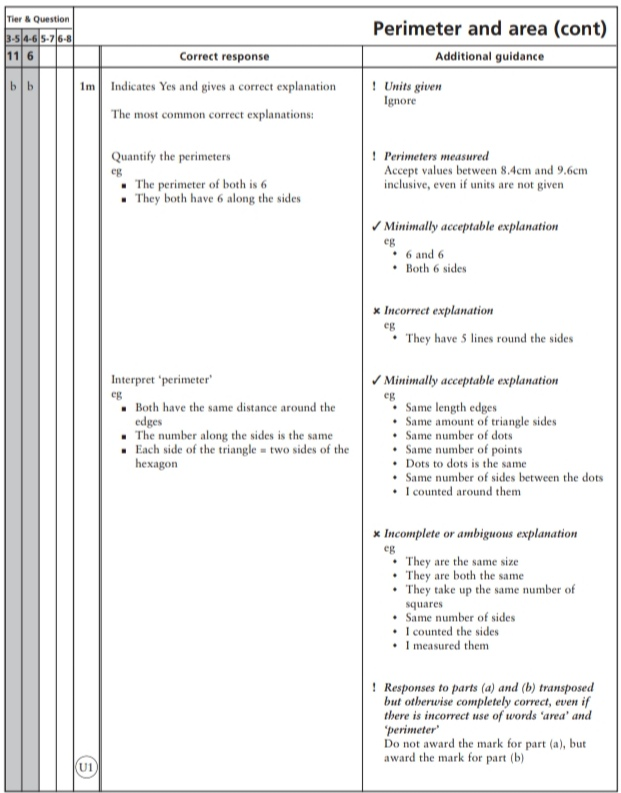 Tier & Question
3-5 4-6 5-7 6-8
Perimeter and area (cont)
11 6
Correct response
Additional guidance
b b
1m
Indicates Yes and gives a correct explanation
The most common correct explanations:
! Units given
Ignore
Quantify the perimeters
eg
▪ The perimeter of both is 6
▪ They both have 6 along the sides
! Perimeters measured
Accept values between 8.4cm and 9.6cm
inclusive, even if units are not given
✓ Minimally acceptable explanation
eg
• 6 and 6
• Both 6 sides
× Incorrect explanation
eg
• They have 5 lines round the sides
Interpret 'perimeter'
eg
▪ Both have the same distance around the
edges
▪ The number along the sides is the same
▪ Each side of the triangle = two sides of the
hexagon
✓ Minimally acceptable explanation
eg
• Same length edges
• Same amount of triangle sides
• Same number of dots
• Same number of points
• Dots to dots is the same
• Same number of sides between the dots
• I counted around them
× Incomplete or ambiguous explanation
eg
• They are the same size
• They are both the same
• They take up the same number of
squares
• Same number of sides
• I counted the sides
• I measured them
! Responses to parts (a) and (b) transposed
but otherwise completely correct, even if
there is incorrect use of words 'area' and
'perimeter'
Do not award the mark for part (a), but
award the mark for part (b)
U1